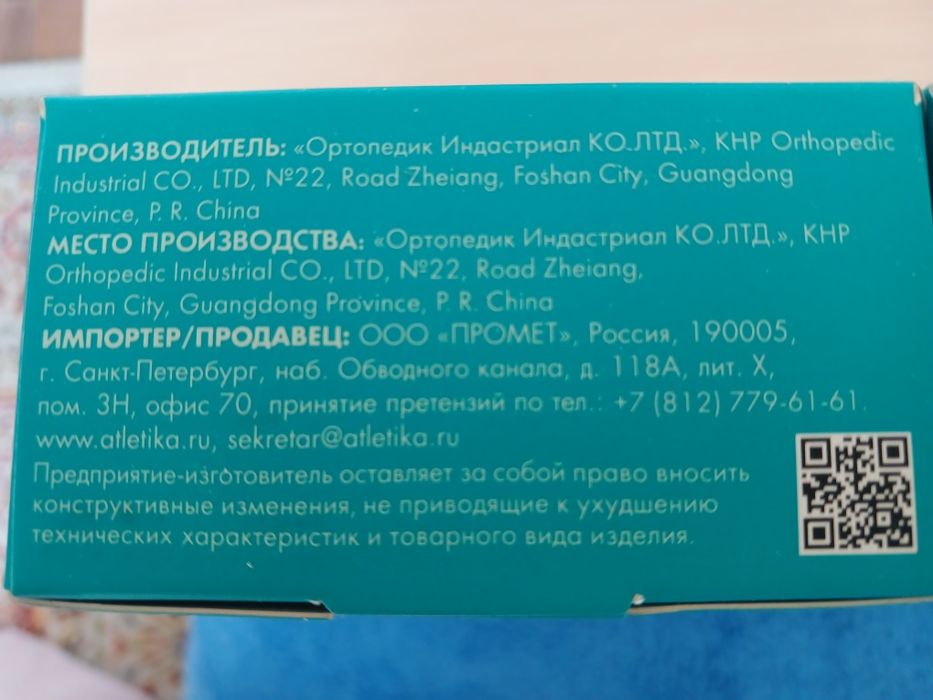 ПРОИЗВОДИТЕЛЬ: «Ортопедик Индастриал КО.ЛТД.», КНР Orthopedic
Industrial CO., LTD, №22, Road Zheiang, Foshan City, Guangdong
Province, P. R. China
МЕСТО ПРОИЗВОДСТВА: «Ортопедик Индастриал КО.ЛТД.», КНР
Orthopedic Industrial CO., LTD, №22, Road Zheiang,
Foshan City, Guangdong Province, P. R. China
ИМПОРТЕР/ПРОДАВЕЦ: ООО «ПРОМЕТ», Россия, 190005,
г. Санкт-Петербург, наб. Обводного канала, д. 118А, лит. Х,
пом. 3Н, офис 70, принятие претензий по тел.: +7 (812) 779-61-61.
www.atletika.ru, sekretar@atletika.ru
Предприятие-изготовитель оставляет за собой право вносить
конструктивные изменения, не приводящие к ухудшению
технических характеристик и товарного вида изделия.